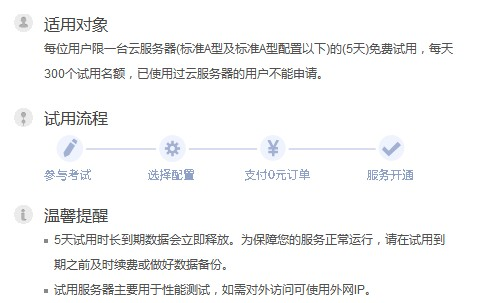 适用对象
每位用户限一台云服务器(标准A型及标准A型配置以下)的(5天)免费试用，每天
300个试用名额，已使用过云服务器的用户不能申请。
试用流程
参与考试 选择配置 支付0元订单 服务开通
温馨提醒
5天试用时长到期数据会立即释放。为保障您的服务正常运行，请在试用到
期之前及时续费或做好数据备份。
试用服务器主要用于性能测试，如需对外访问可使用外网IP。